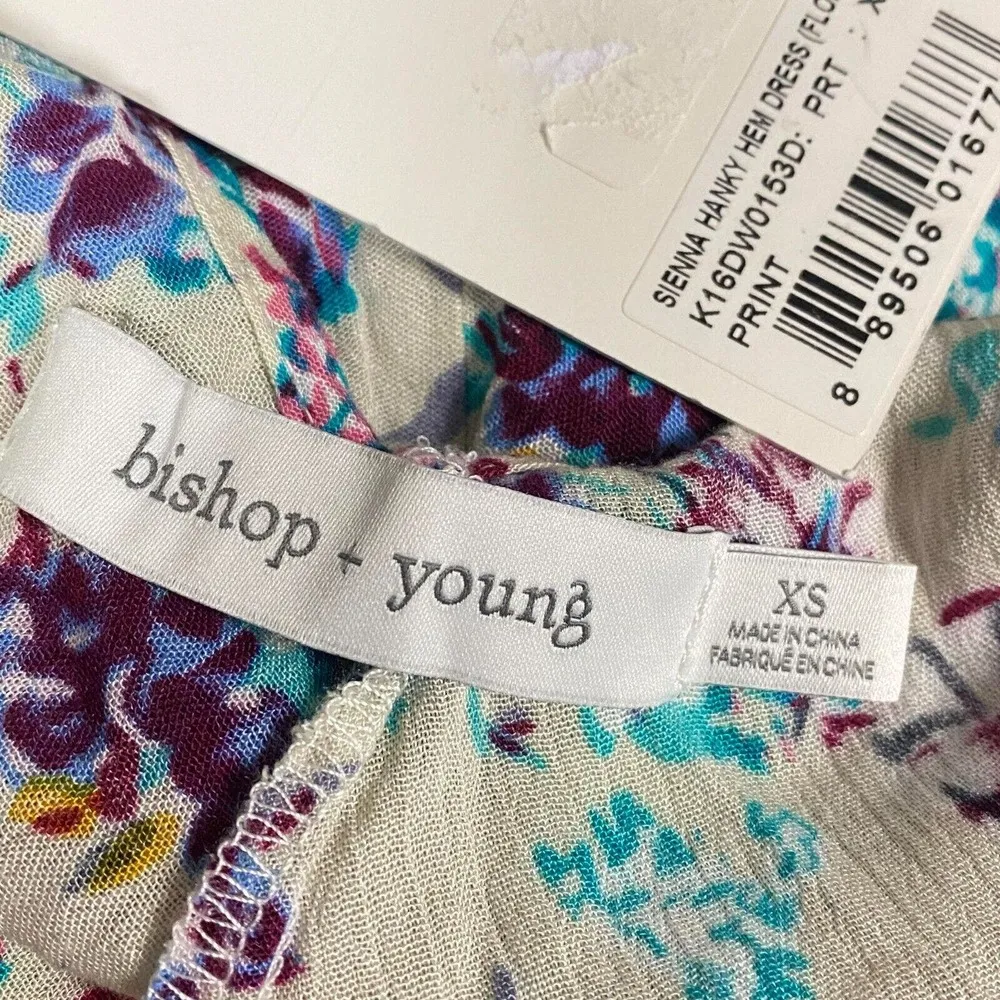 SIENNA HANKY HEM DRESS (FLO
K16DW0153D: PRT X
PRINT
8 89506 01677
bishop + young
XS
MADE IN CHINA
FABRIQUÉ EN CHINE